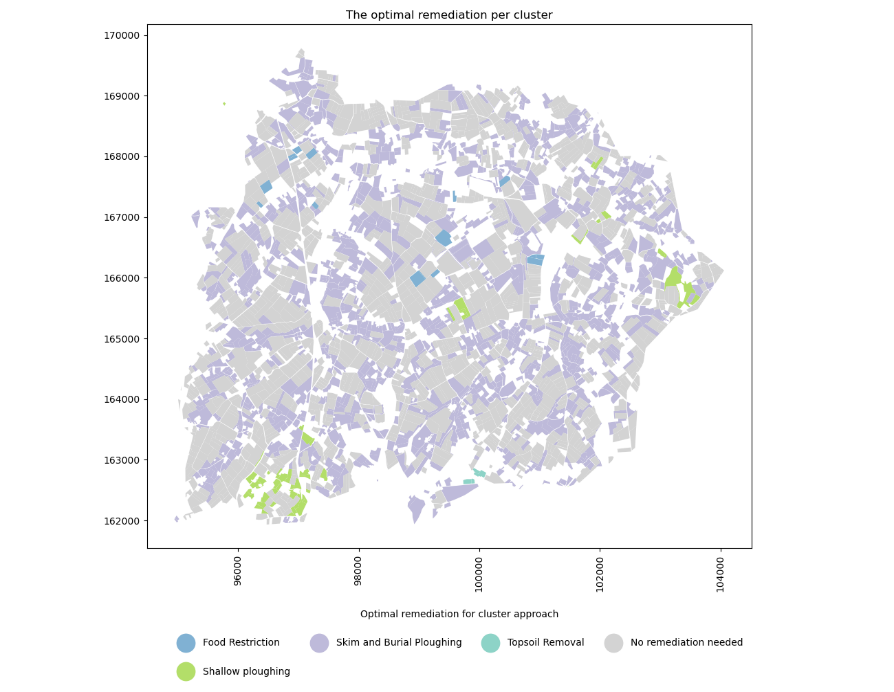 The optimal remediation per cluster
170000
169000
168000
167000
166000
165000
164000
163000
162000
96000
98000
100000
102000
104000
Optimal remediation for cluster approach
Food Restriction
Skim and Burial Ploughing
Topsoil Removal
No remediation needed
Shallow ploughing